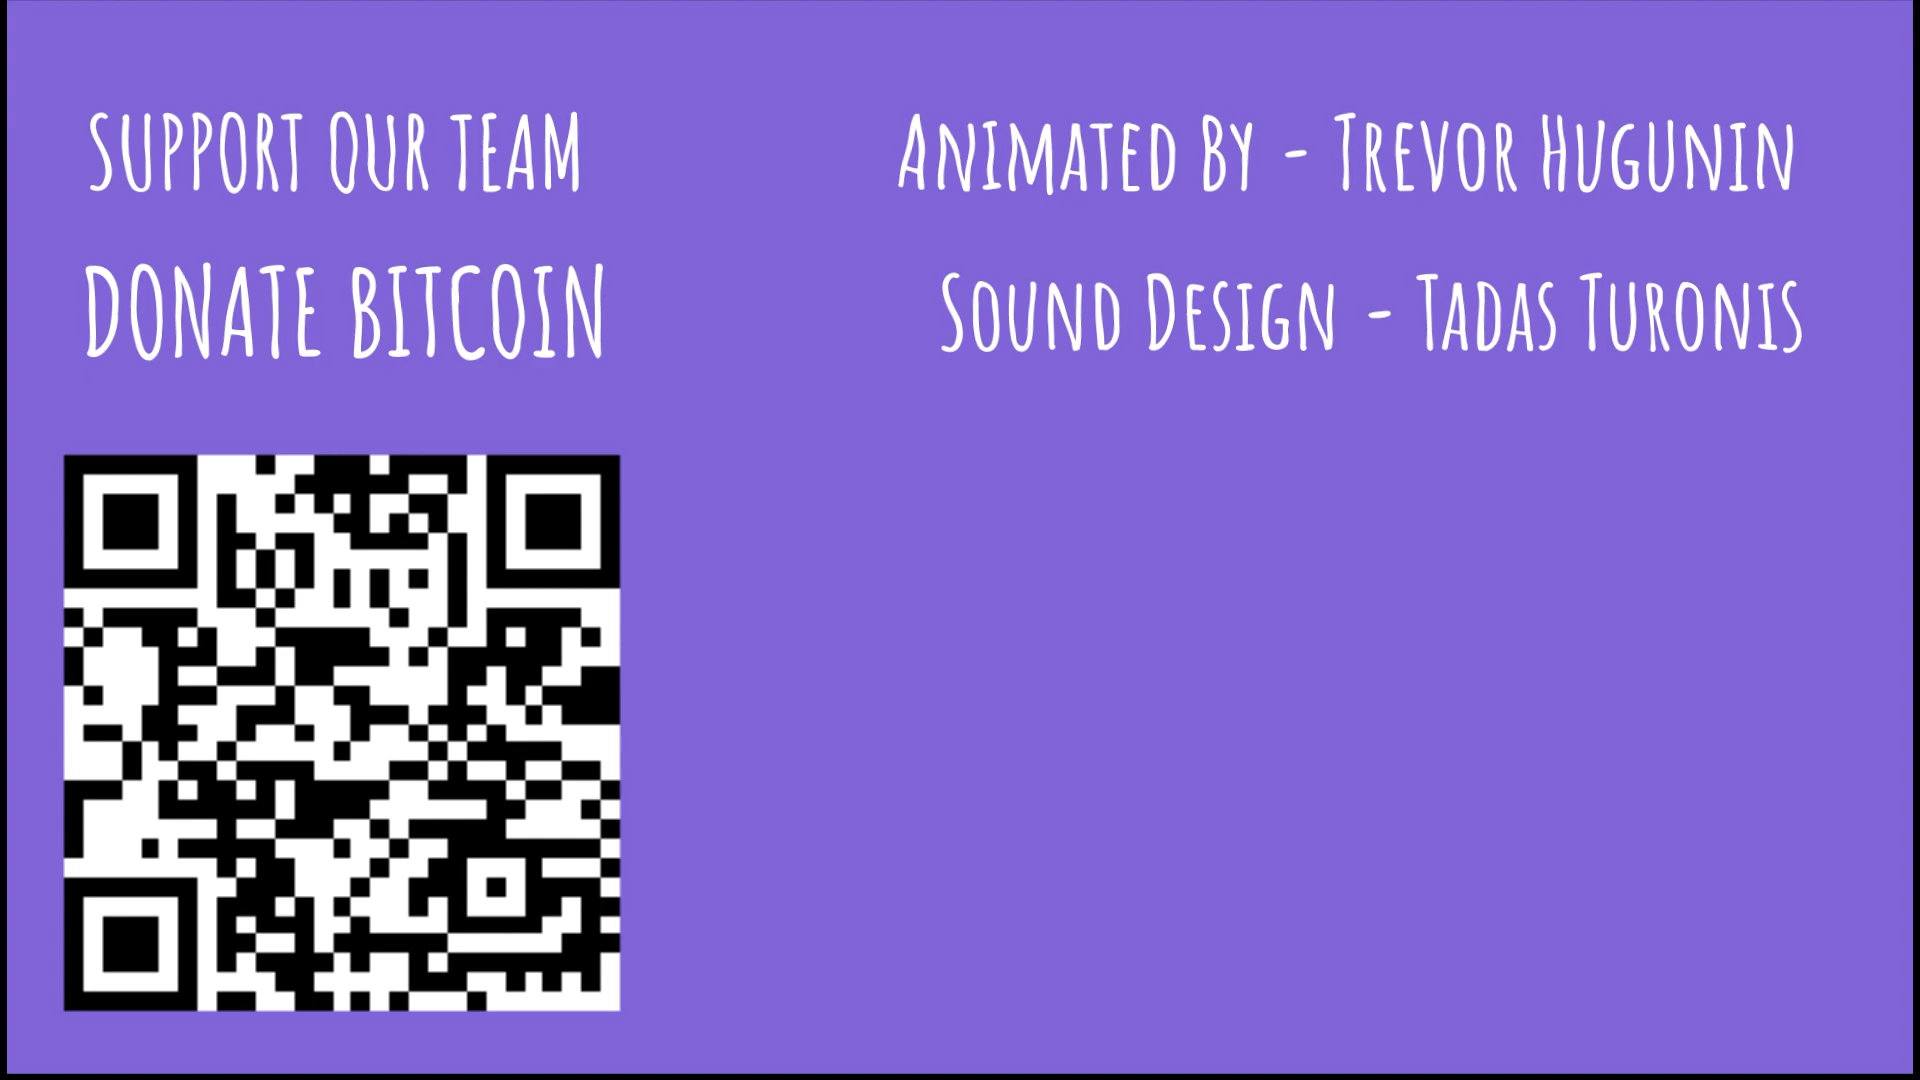 SUPPORT OUR TEAM
DONATE BITCOIN
ANIMATED BY - TREVOR HUGUNIN
SOUND DESIGN - TADAS TURONIS